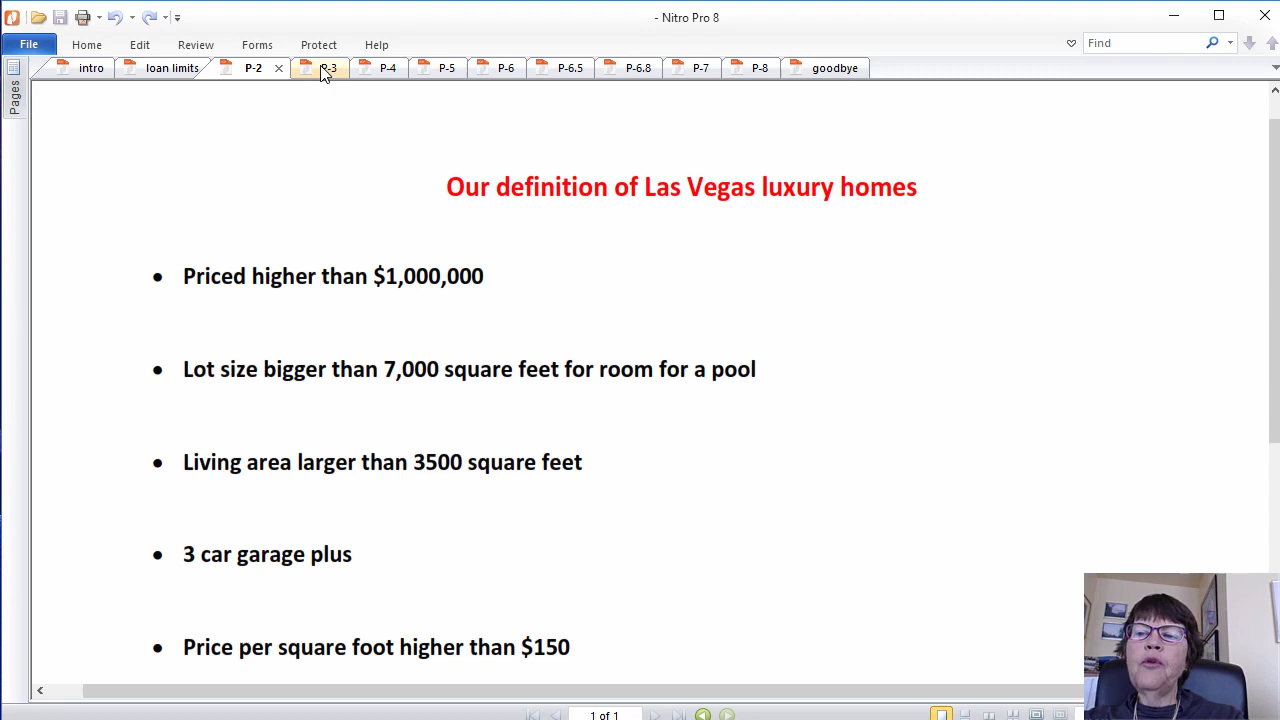 - Nitro Pro 8
File Home Edit Review Forms Protect Help Find
intro loan limits P-2 P-3 P-4 P-5 P-6 P-6.5 P-6.8 P-7 P-8 goodbye
Pages
Our definition of Las Vegas luxury homes
• Priced higher than $1,000,000
• Lot size bigger than 7,000 square feet for room for a pool
• Living area larger than 3500 square feet
• 3 car garage plus
• Price per square foot higher than $150
1 of 1